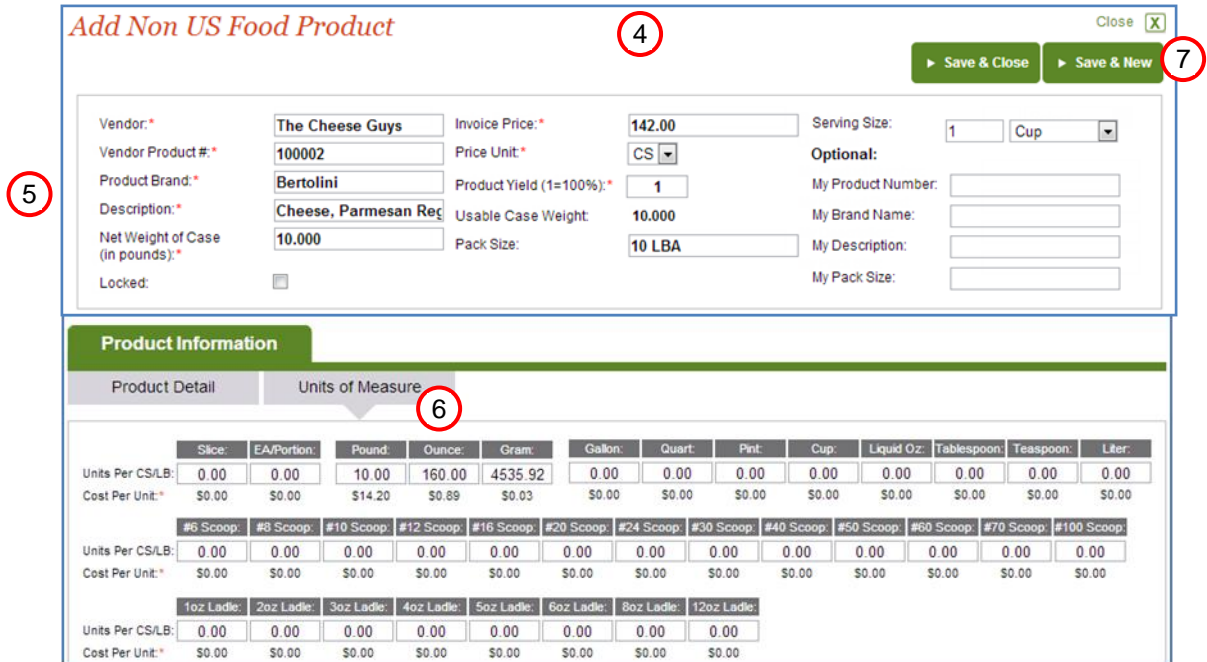 Add Non US Food Product
4
Close X
Save & Close
Save & New
7
5
Vendor:* The Cheese Guys Invoice Price:* 142.00 Serving Size: 1 Cup
Vendor Product #:* 100002 Price Unit:* CS Optional:
Product Brand:* Bertolini Product Yield (1=100%):* 1 My Product Number:
Description:* Cheese, Parmesan Reg Usable Case Weight: 10.000 My Brand Name:
Net Weight of Case
(in pounds):* 10.000 Pack Size: 10 LBA My Description:
Locked: My Pack Size:
Product Information
Product Detail Units of Measure
6
Slice: EA/Portion: Pound: Ounce: Gram: Gallon: Quart: Pint: Cup: Liquid Oz: Tablespoon: Teaspoon: Liter:
Units Per CS/LB: 0.00 0.00 10.00 160.00 4535.92 0.00 0.00 0.00 0.00 0.00 0.00 0.00 0.00
Cost Per Unit:* $0.00 $0.00 $14.20 $0.89 $0.03 $0.00 $0.00 $0.00 $0.00 $0.00 $0.00 $0.00 $0.00
#6 Scoop: #8 Scoop: #10 Scoop: #12 Scoop: #16 Scoop: #20 Scoop: #24 Scoop: #30 Scoop: #40 Scoop: #50 Scoop: #60 Scoop: #70 Scoop: #100 Scoop:
Units Per CS/LB: 0.00 0.00 0.00 0.00 0.00 0.00 0.00 0.00 0.00 0.00 0.00 0.00 0.00
Cost Per Unit:* $0.00 $0.00 $0.00 $0.00 $0.00 $0.00 $0.00 $0.00 $0.00 $0.00 $0.00 $0.00 $0.00
1oz Ladle: 2oz Ladle: 3oz Ladle: 4oz Ladle: 5oz Ladle: 6oz Ladle: 8oz Ladle: 12oz Ladle:
Units Per CS/LB: 0.00 0.00 0.00 0.00 0.00 0.00 0.00 0.00
Cost Per Unit:* $0.00 $0.00 $0.00 $0.00 $0.00 $0.00 $0.00 $0.00